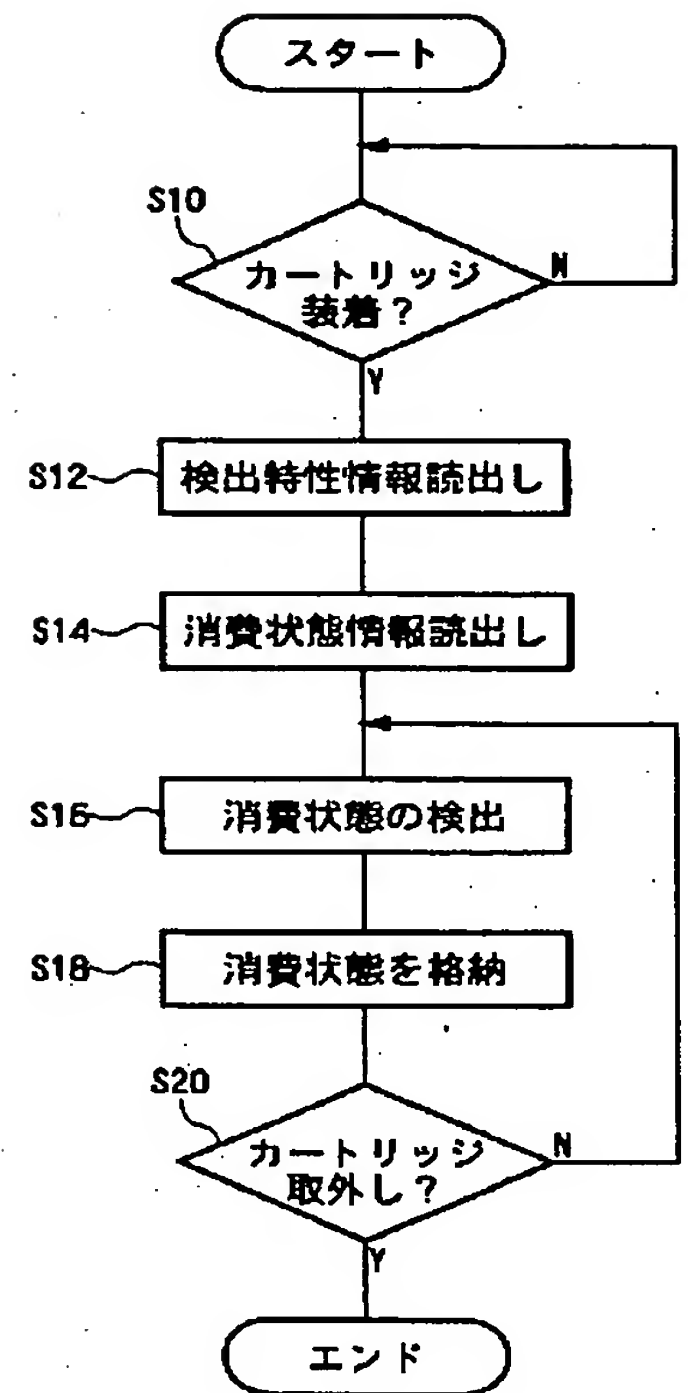 スタート
S10
カートリッジ
装着？
N
Y
S12
検出特性情報読出し
S14
消費状態情報読出し
S16
消費状態の検出
S18
消費状態を格納
S20
カートリッジ
取外し？
N
Y
エンド